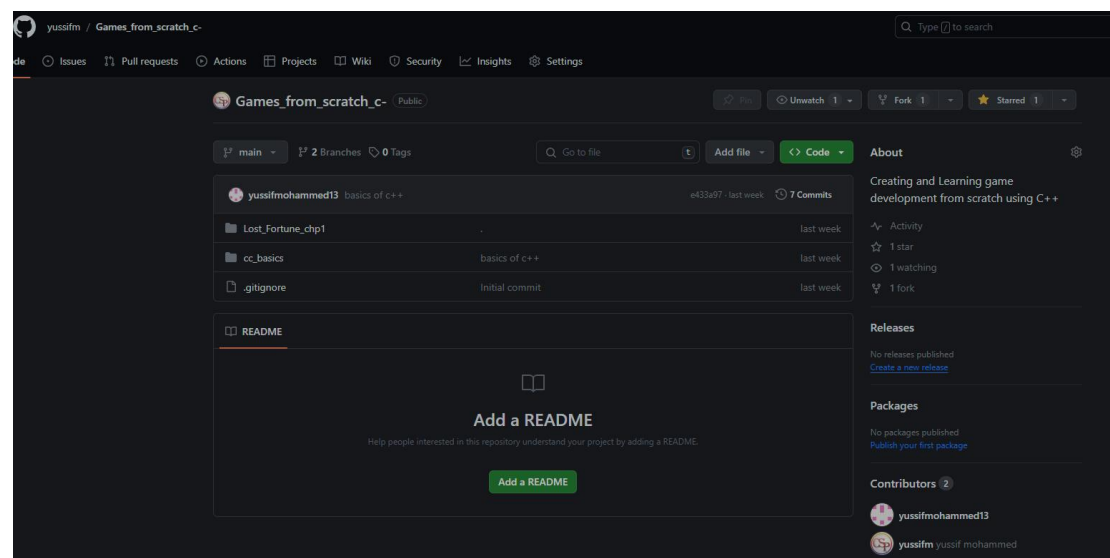 yussifm / Games_from_scratch_c-
Type / to search
de Issues Pull requests Actions Projects Wiki Security Insights Settings
Games_from_scratch_c- Public
Pin Unwatch 1 Fork 1 Starred 1
main 2 Branches 0 Tags Go to file t Add file <> Code
About
Creating and Learning game
development from scratch using C++
yussifmohammed13 basics of c++ e433a97 · last week 7 Commits
Lost_Fortune_chp1 . last week
cc_basics basics of c++ last week
.gitignore Initial commit last week
Activity
1 star
1 watching
1 fork
README
Add a README
Help people interested in this repository understand your project by adding a README.
Add a README
Releases
No releases published
Create a new release
Packages
No packages published
Publish your first package
Contributors 2
yussifmohammed13
yussifm yussif mohammed